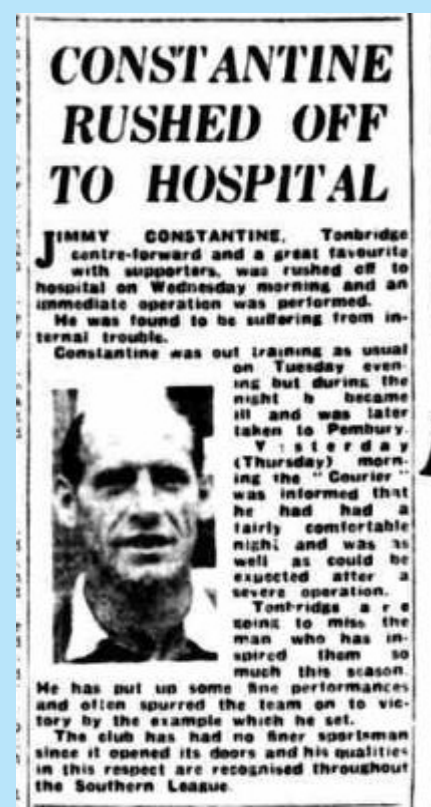 CONSTANTINE
RUSHED OFF
TO HOSPITAL
JIMMY CONSTANTINE, Tonbridge
centre-forward and a great favourite
with supporters, was rushed off to
hospital on Wednesday morning and an
immediate operation was performed.
He was found to be suffering from in-
ternal trouble.
Constantine was out training as usual
on Tuesday even-
ing but during the
night h became
ill and was later
taken to Pembury.
Yesterday
(Thursday) morn-
ing the "Courier"
was informed that
he had had a
fairly comfortable
night and was as
well as could be
expected after a
severe operation.
Tonbridge are
going to miss the
man who has in-
spired them so
much this season.
He has put up some fine performances
and often spurred the team on to vic-
tory by the example which he set.
The club has had no finer sportsman
since it opened its doors and his qualities
in this respect are recognised throughout
the Southern League.